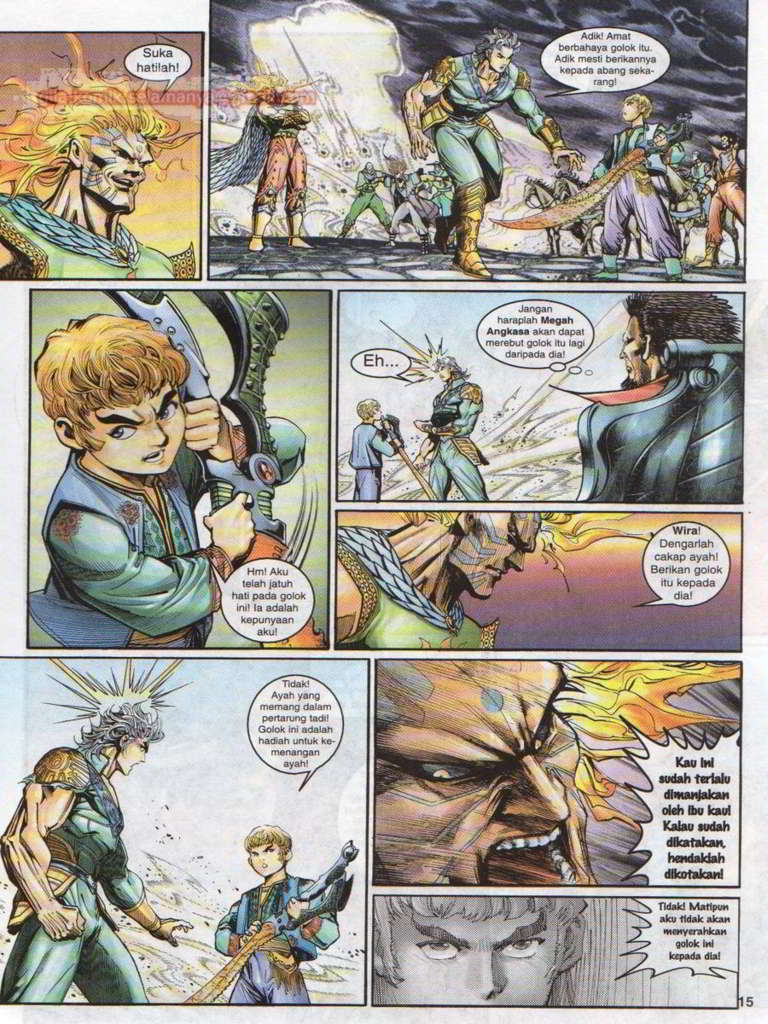 Suka
hatilah!
Adik! Amat
berbahaya golok itu.
Adik mesti berikannya
kepada abang seka-
rang!
Hm! Aku
telah jatuh
hati pada golok
ini! Ia adalah
kepunyaan
aku!
Eh...
Jangan
haraplah Megah
Angkasa akan dapat
merebut golok itu lagi
daripada dia!
Wira!
Dengarlah
cakap ayah!
Berikan golok
itu kepada
dia!
Tidak!
Ayah yang
memang dalam
pertarung tadi!
Golok ini adalah
hadiah untuk ke-
menangan
ayah!
Kau ini
sudah terlalu
dimanjakan
oleh ibu kau!
Kalau sudah
dikatakan,
hendaklah
dikotakan!
Tidak! Matipun
aku tidak akan
menyerahkan
golok ini
kepada dia!
15